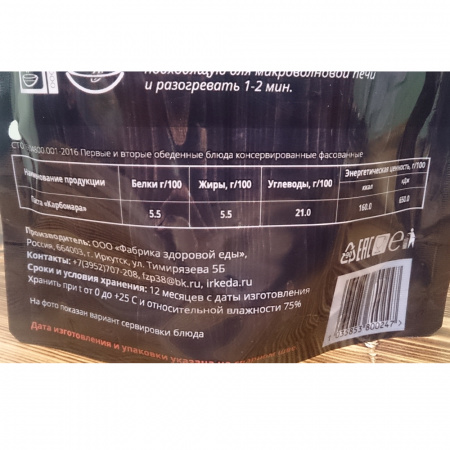 подходящую для микроволновой печи
и разогревать 1-2 мин.
Первые и вторые обеденные блюда консервированные фасованные
Наименование продукции Белки г/100 Жиры, г/100 Углеводы, г/100 Энергетическая ценность, г/100
ккал кдж
Паста «Карбонара» 5.5 5.5 21.0 160.0 650.0
Производитель: ООО «Фабрика здоровой еды»,
Россия, 664003, г. Иркутск, ул. Тимирязева 5Б
Контакты: +7(3952)707-208, fzp38@bk.ru, irkeda.ru
Сроки и условия хранения: 12 месяцев с даты изготовления
Хранить при t от 0 до +25 С и относительной влажности 75%
На фото показан вариант сервировки блюда
Дата изготовления и упаковки указана на
EAC